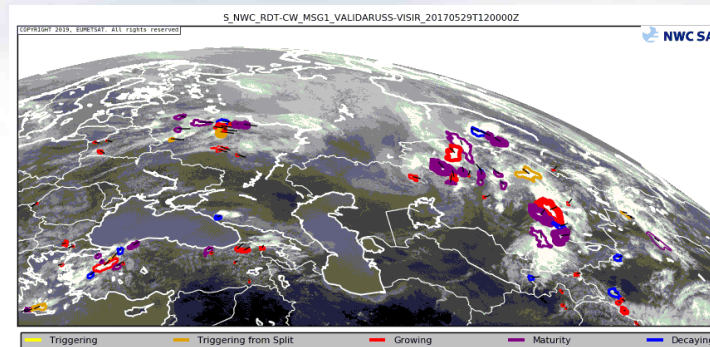 S_NWC_RDT-CW_MSG1_VALIDARUSS-VISIR_20170529T120000Z
COPYRIGHT 2019, EUMETSAT. All rights reserved
NWC SA
Triggering
Triggering from Split
Growing
Maturity
Decaying